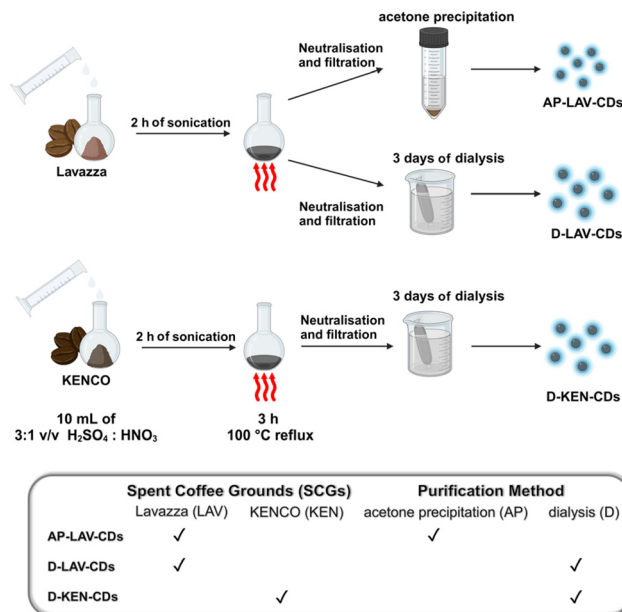 acetone precipitation
Neutralisation
and filtration
2 h of sonication
Lavazza
AP-LAV-CDs
3 days of dialysis
Neutralisation
and filtration
D-LAV-CDs
3 days of dialysis
Neutralisation
and filtration
2 h of sonication
KENCO
D-KEN-CDs
10 mL of
3:1 v/v H₂SO₄ : HNO₃
3 h
100 °C reflux
Spent Coffee Grounds (SCGs) Purification Method
Lavazza (LAV) KENCO (KEN) acetone precipitation (AP) dialysis (D)
AP-LAV-CDs ✓ ✓
D-LAV-CDs ✓ ✓
D-KEN-CDs ✓ ✓